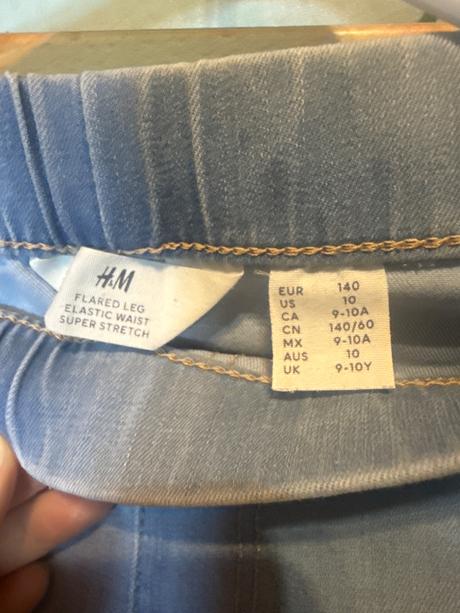 H&M
FLARED LEG
ELASTIC WAIST
SUPER STRETCH
EUR 140
US 10
CA 9-10A
CN 140/60
MX 9-10A
AUS 10
UK 9-10Y